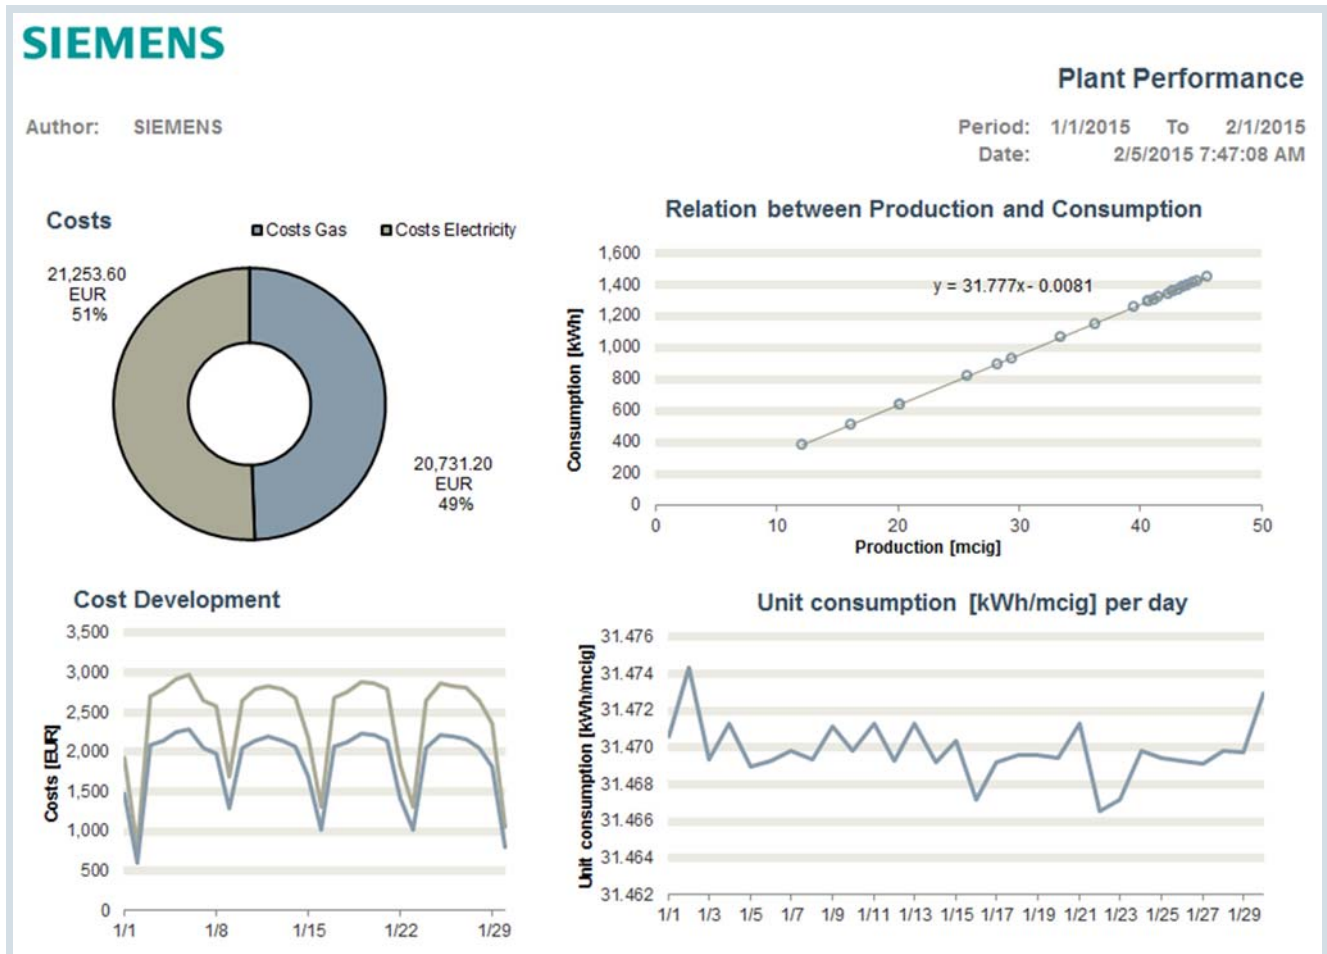 SIEMENS
Plant Performance
Author: SIEMENS
Period: 1/1/2015 To 2/1/2015
Date: 2/5/2015 7:47:08 AM
Costs
Costs Gas Costs Electricity
21,253.60
EUR
51%
20,731.20
EUR
49%
Relation between Production and Consumption
Consumption [kWh]
1,600
1,400
1,200
1,000
800
600
400
200
0
y = 31.777x - 0.0081
0 10 20 30 40 50
Production [mcig]
Cost Development
Costs [EUR]
3,500
3,000
2,500
2,000
1,500
1,000
500
0
1/1 1/8 1/15 1/22 1/29
Unit consumption [kWh/mcig] per day
Unit consumption [kWh/mcig]
31.476
31.474
31.472
31.470
31.468
31.466
31.464
31.462
1/1 1/3 1/5 1/7 1/9 1/11 1/13 1/15 1/17 1/19 1/21 1/23 1/25 1/27 1/29